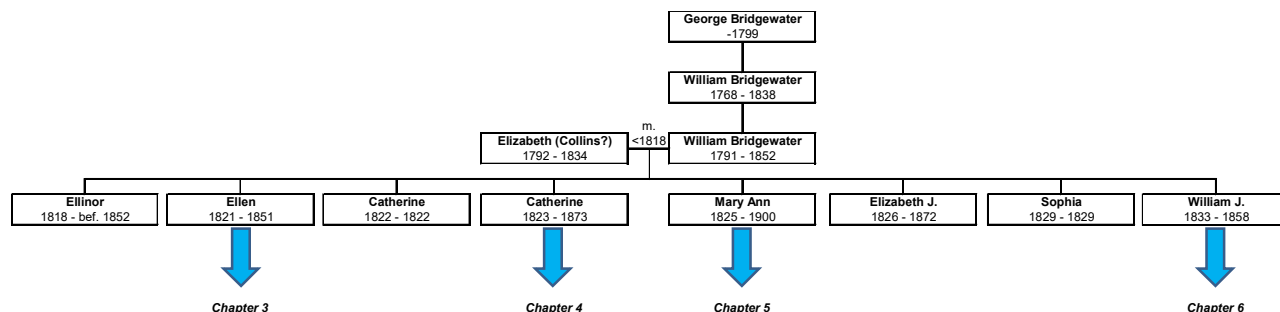 George Bridgewater
-1799
William Bridgewater
1768 - 1838
m.
<1818
Elizabeth (Collins?)
1792 - 1834
William Bridgewater
1791 - 1852
Ellinor
1818 - bef. 1852
Ellen
1821 - 1851
Catherine
1822 - 1822
Catherine
1823 - 1873
Mary Ann
1825 - 1900
Elizabeth J.
1826 - 1872
Sophia
1829 - 1829
William J.
1833 - 1858
Chapter 3
Chapter 4
Chapter 5
Chapter 6